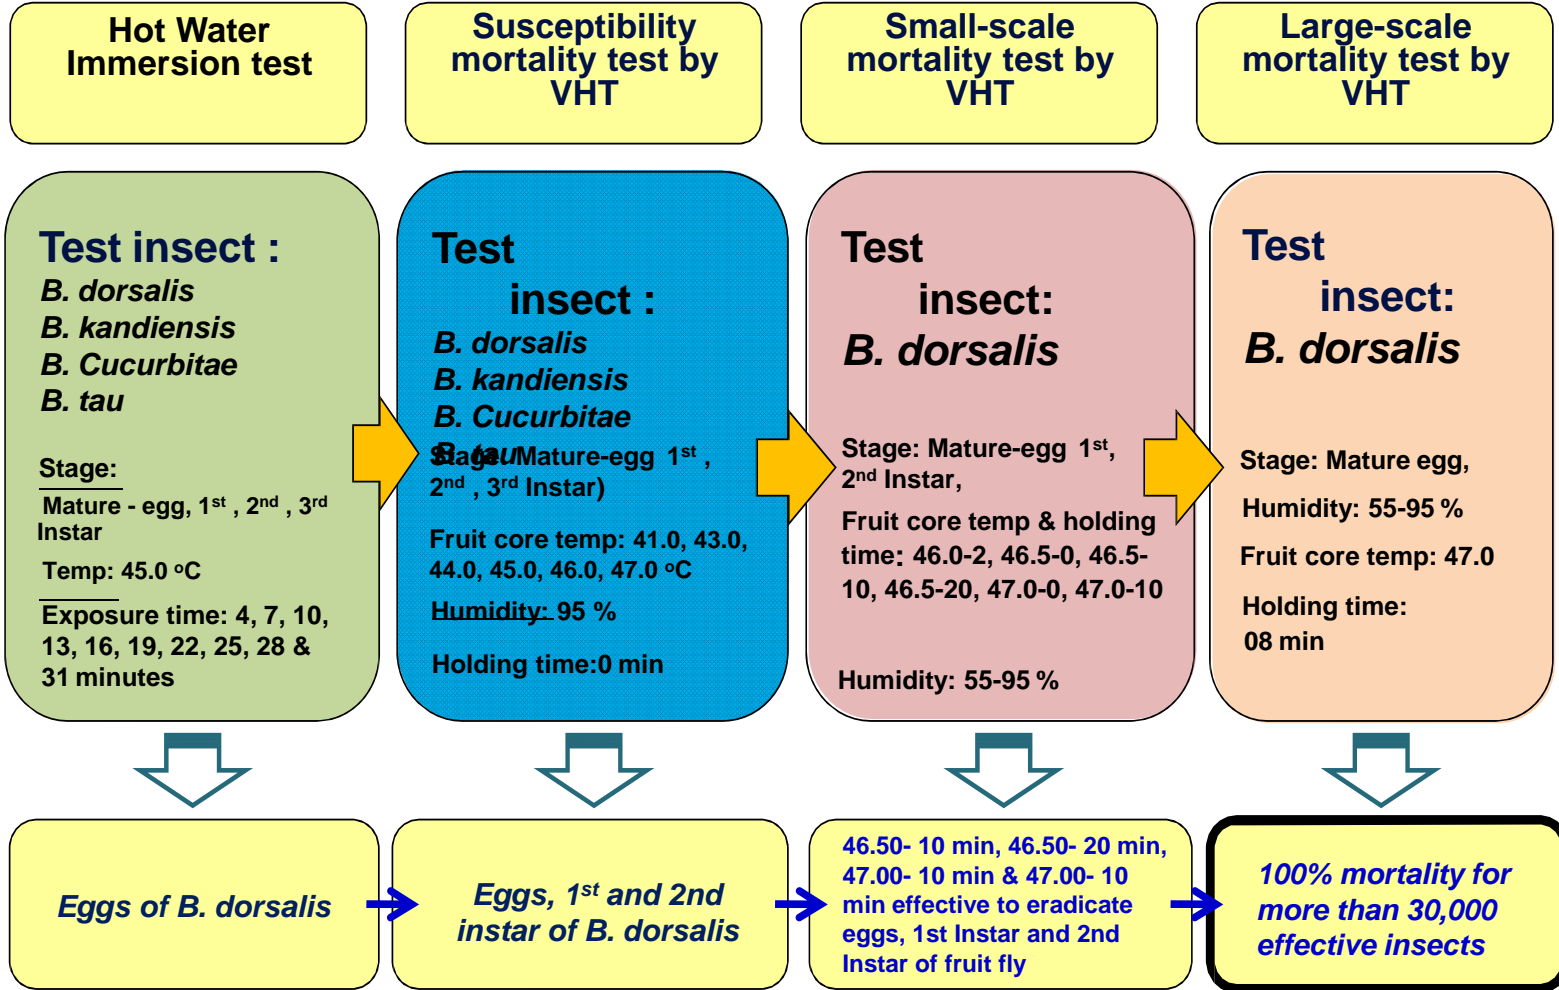 Hot Water
Immersion test
Susceptibility
mortality test by
VHT
Small-scale
mortality test by
VHT
Large-scale
mortality test by
VHT
Test insect :
B. dorsalis
B. kandiensis
B. Cucurbitae
B. tau
Stage:
Mature - egg, 1st , 2nd , 3rd
Instar
Temp: 45.0 oC
Exposure time: 4, 7, 10,
13, 16, 19, 22, 25, 28 &
31 minutes
Test
insect :
B. dorsalis
B. kandiensis
B. Cucurbitae
B. tau
Stage: Mature-egg 1st ,
2nd , 3rd Instar)
Fruit core temp: 41.0, 43.0,
44.0, 45.0, 46.0, 47.0 oC
Humidity: 95 %
Holding time:0 min
Test
insect:
B. dorsalis
Stage: Mature-egg 1st,
2nd Instar,
Fruit core temp & holding
time: 46.0-2, 46.5-0, 46.5-
10, 46.5-20, 47.0-0, 47.0-10
Humidity: 55-95 %
Test
insect:
B. dorsalis
Stage: Mature egg,
Humidity: 55-95 %
Fruit core temp: 47.0
Holding time:
08 min
Eggs of B. dorsalis
Eggs, 1st and 2nd
instar of B. dorsalis
46.50- 10 min, 46.50- 20 min,
47.00- 10 min & 47.00- 10
min effective to eradicate
eggs, 1st Instar and 2nd
Instar of fruit fly
100% mortality for
more than 30,000
effective insects